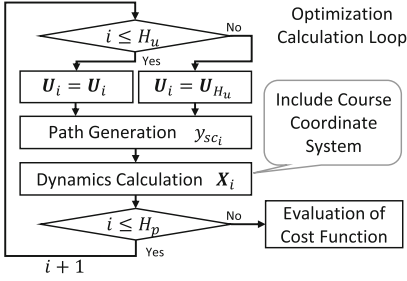 Optimization
Calculation Loop
i ≤ H_u
No
Yes
U_i = U_i
U_i = U_{H_u}
Include Course
Coordinate
System
Path Generation y_{sc_i}
Dynamics Calculation X_i
i ≤ H_p
No
Yes
Evaluation of
Cost Function
i + 1